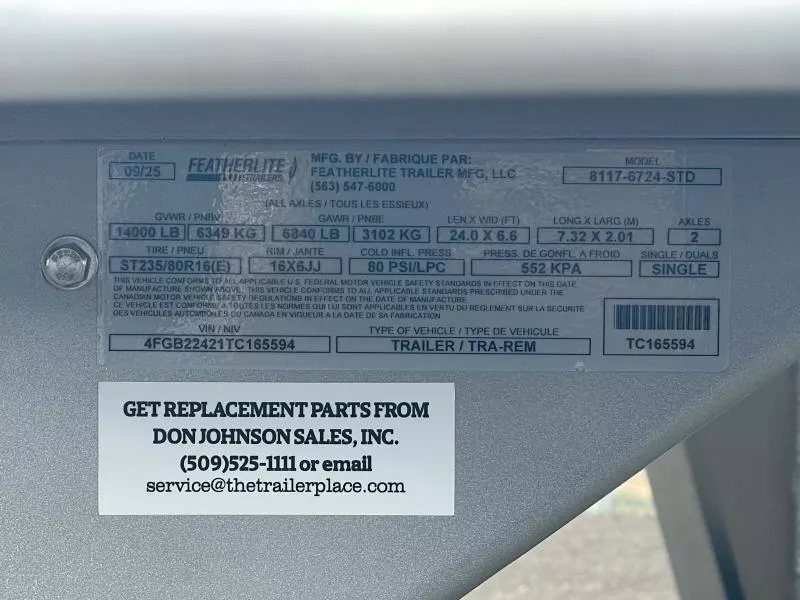 DATE
09/25
FEATHERLITE
TRAILERS
MFG. BY / FABRIQUE PAR:
FEATHERLITE TRAILER MFG, LLC
(563) 547-6000
MODEL
8117-6724-STD
(ALL AXLES / TOUS LES ESSIEUX)
GVWR / PNBV
14000 LB 6349 KG
GAWR / PNBE
6840 LB 3102 KG
LEN X WID (FT)
24.0 X 6.6
LONG X LARG (M)
7.32 X 2.01
AXLES
2
TIRE / PNEU
ST235/80R16(E)
RIM / JANTE
16X6JJ
COLD INFL. PRESS
80 PSI/LPC
PRESS. DE GONFL. A FROID
552 KPA
SINGLE / DUALS
SINGLE
THIS VEHICLE CONFORMS TO ALL APPLICABLE U.S. FEDERAL MOTOR VEHICLE SAFETY STANDARDS IN EFFECT ON THIS DATE
OF MANUFACTURE SHOWN ABOVE. / THIS VEHICLE CONFORMS TO ALL APPLICABLE STANDARDS PRESCRIBED UNDER THE
CANADIAN MOTOR VEHICLE SAFETY REGULATIONS IN EFFECT ON THE DATE OF MANUFACTURE.
CE VEHICLE EST CONFORME A TOUTES LES NORMES QUI LUI SONT APPLICABLES EN VERTU DU REGLEMENT SUR LA SECURITE
DES VEHICULES AUTOMOBILES DU CANADA EN VIGUEUR A LA DATE DE SA FABRICATION
VIN / NIV
4FGB22421TC165594
TYPE OF VEHICLE / TYPE DE VEHICULE
TRAILER / TRA-REM
TC165594
GET REPLACEMENT PARTS FROM
DON JOHNSON SALES, INC.
(509)525-1111 or email
service@thetrailerplace.com